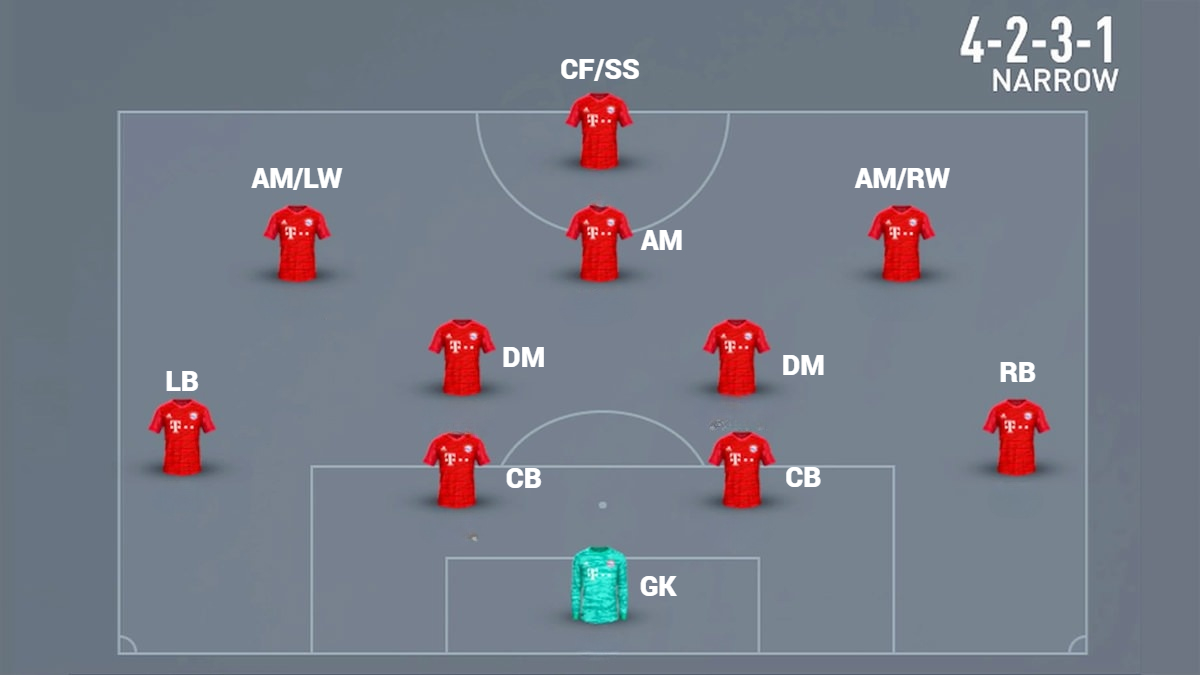 4-2-3-1
NARROW
CF/SS
AM/LW
AM/RW
AM
DM
DM
LB
RB
CB
CB
GK